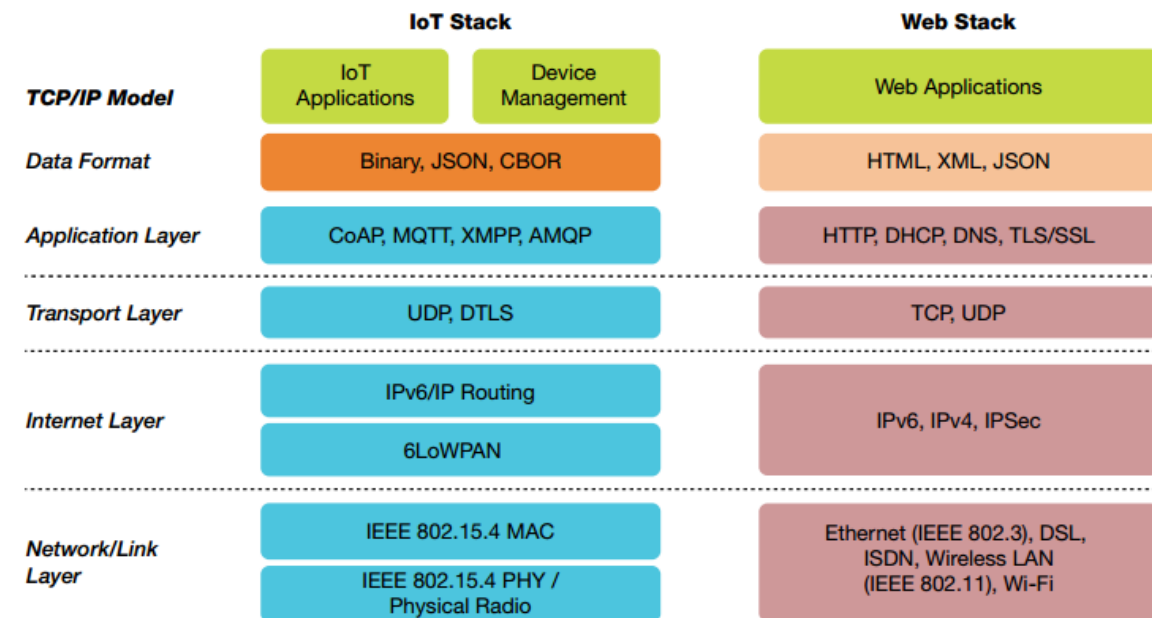 IoT Stack
Web Stack
TCP/IP Model
IoT
Applications
Device
Management
Web Applications
Data Format
Binary, JSON, CBOR
HTML, XML, JSON
Application Layer
CoAP, MQTT, XMPP, AMQP
HTTP, DHCP, DNS, TLS/SSL
Transport Layer
UDP, DTLS
TCP, UDP
Internet Layer
IPv6/IP Routing
6LoWPAN
IPv6, IPv4, IPSec
Network/Link
Layer
IEEE 802.15.4 MAC
IEEE 802.15.4 PHY /
Physical Radio
Ethernet (IEEE 802.3), DSL,
ISDN, Wireless LAN
(IEEE 802.11), Wi-Fi